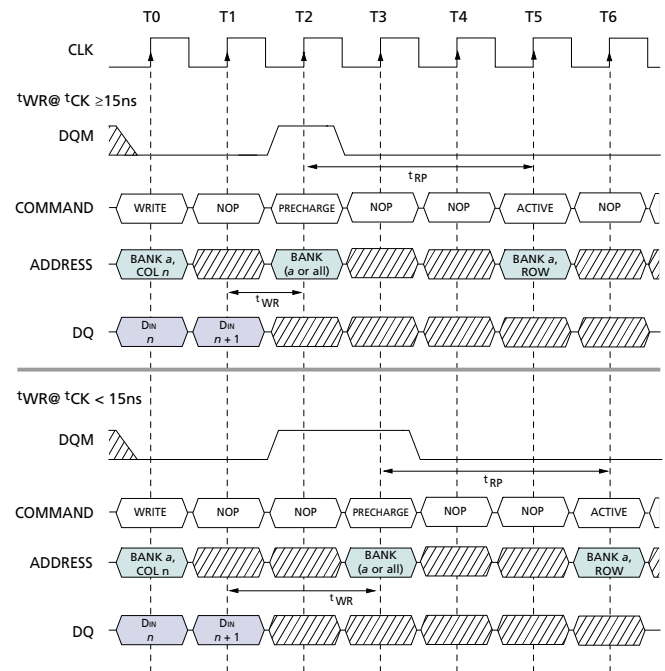 T0 T1 T2 T3 T4 T5 T6
CLK
tWR@ tCK ≥15ns
DQM
tRP
COMMAND WRITE NOP PRECHARGE NOP NOP ACTIVE NOP
ADDRESS BANK a, COL n BANK (a or all) BANK a, ROW
tWR
DQ DIN n DIN n + 1
tWR@ tCK < 15ns
DQM
tRP
COMMAND WRITE NOP NOP PRECHARGE NOP NOP ACTIVE
ADDRESS BANK a, COL n BANK (a or all) BANK a, ROW
tWR
DQ DIN n DIN n + 1